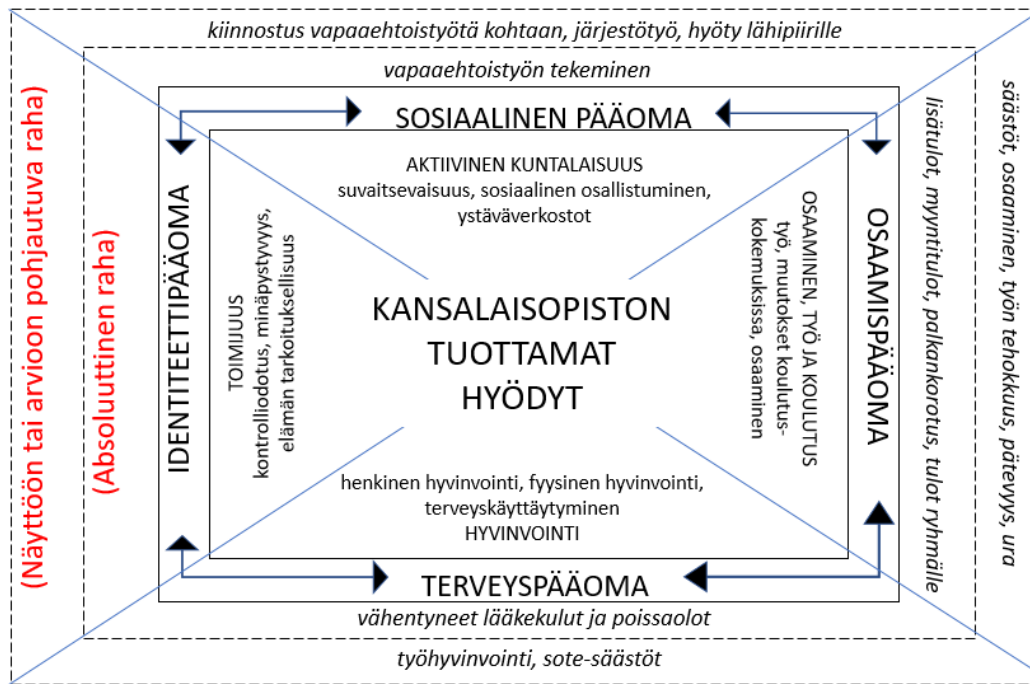 kiinnostus vapaaehtoistyötä kohtaan, järjestötyö, hyöty lähipiirille
vapaaehtoistyön tekeminen
SOSIAALINEN PÄÄOMA
AKTIIVINEN KUNTALAISUUS
suvaitsevaisuus, sosiaalinen osallistuminen,
ystäväverkostot
(Näyttöön tai arvioon pohjautuva raha)
(Absoluuttinen raha)
IDENTITEETTIPÄÄOMA
TOIMIJUUS
kontrolliodotus, minäpystyvyys,
elämän tarkoituksellisuus
KANSALAISOPISTON
TUOTTAMAT
HYÖDYT
OSAAMINEN, TYÖ JA KOULUTUS
työ, muutokset koulutus-
kokemuksissa, osaaminen
OSAAMISPÄÄOMA
lisätulot, myyntitulot, palkankorotus, tulot ryhmälle
säästöt, osaaminen, työn tehokkuus, pätevyys, ura
henkinen hyvinvointi, fyysinen hyvinvointi,
terveyskäyttäytyminen
HYVINVOINTI
TERVEYSPÄÄOMA
vähentyneet lääkekulut ja poissaolot
työhyvinvointi, sote-säästöt